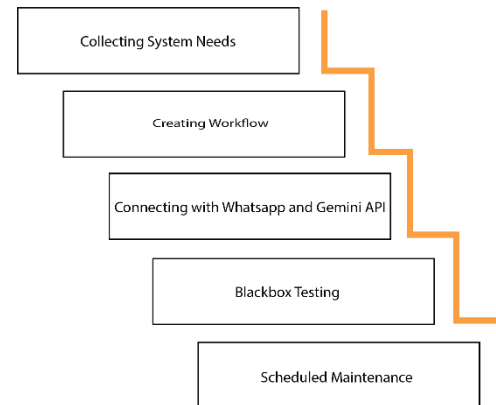 Collecting System Needs
Creating Workflow
Connecting with Whatsapp and Gemini API
Blackbox Testing
Scheduled Maintenance